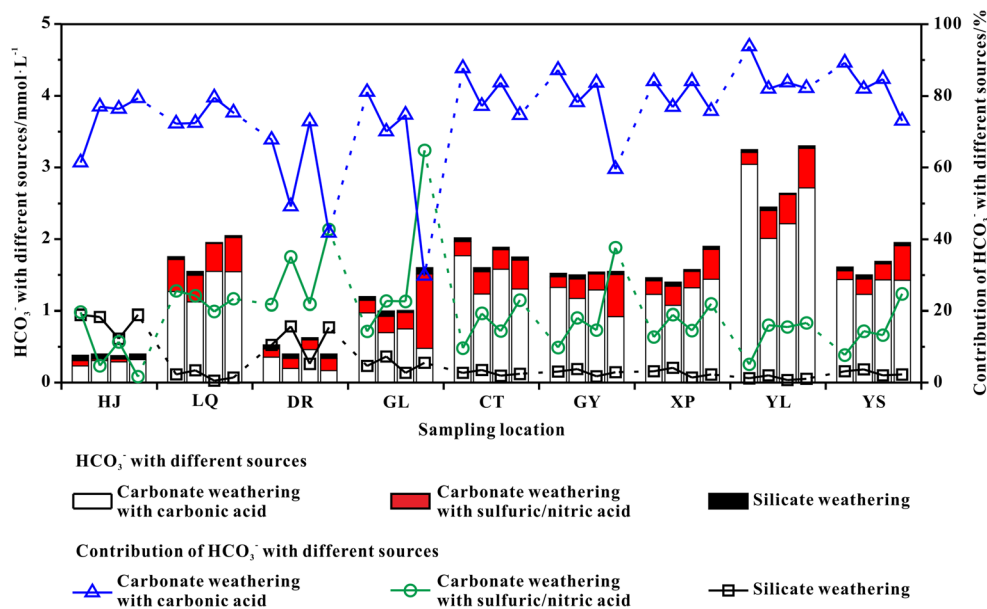 HCO₃⁻ with different sources/mmol·L⁻¹
5
4
3
2
1
0
100
80
60
40
20
0
Contribution of HCO₃⁻ with different sources/%
HJ LQ DR GL CT GY XP YL YS
Sampling location
HCO₃⁻ with different sources
Carbonate weathering
with carbonic acid
Carbonate weathering
with sulfuric/nitric acid
Silicate weathering
Contribution of HCO₃⁻ with different sources
Carbonate weathering
with carbonic acid
Carbonate weathering
with sulfuric/nitric acid
Silicate weathering